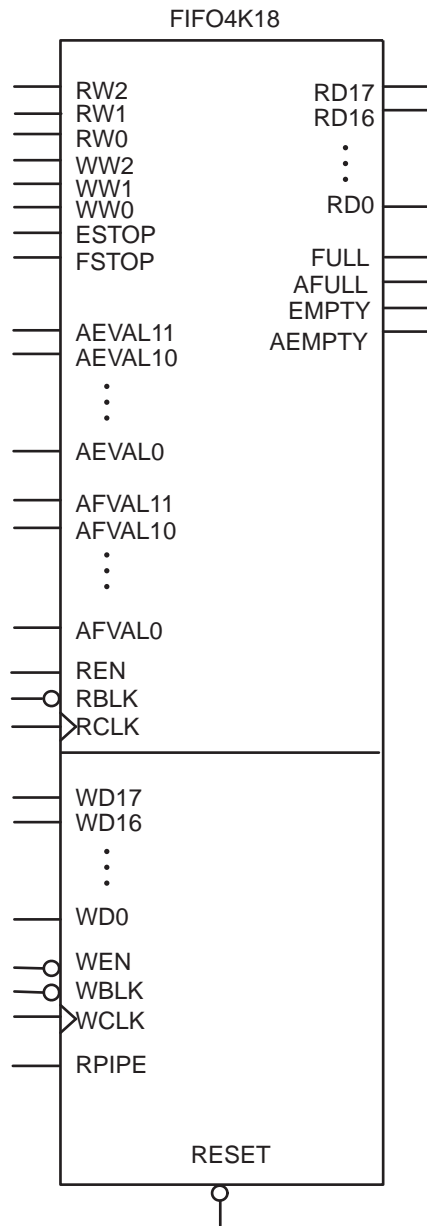 FIFO4K18
RW2
RW1
RW0
WW2
WW1
WW0
ESTOP
FSTOP
AEVAL11
AEVAL10
AEVAL0
AFVAL11
AFVAL10
AFVAL0
REN
RBLK
RCLK
RD17
RD16
RD0
FULL
AFULL
EMPTY
AEMPTY
WD17
WD16
WD0
WEN
WBLK
WCLK
RPIPE
RESET